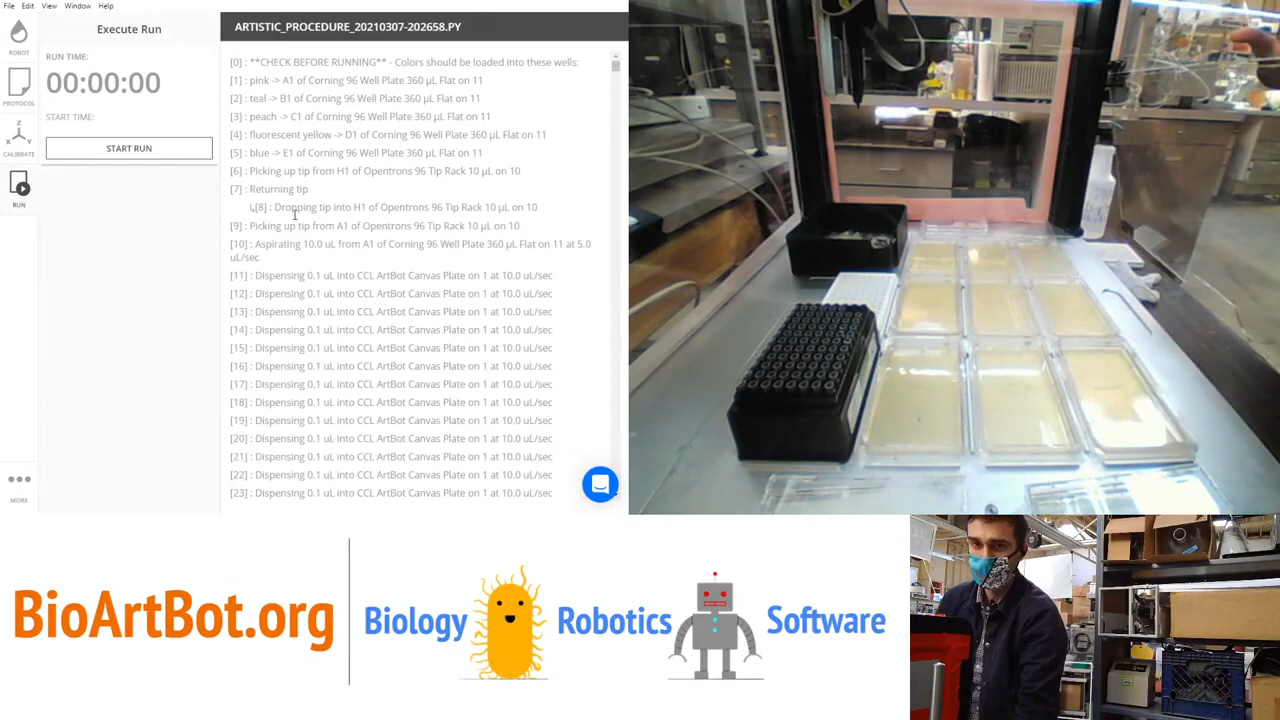 File Edit View Window Help
ROBOT
PROTOCOL
X
Y
Z
CALIBRATE
RUN
MORE
Execute Run
RUN TIME:
00:00:00
START TIME:
START RUN
ARTISTIC_PROCEDURE_20210307-202658.PY
[0] : **CHECK BEFORE RUNNING** - Colors should be loaded into these wells:
[1] : pink -> A1 of Corning 96 Well Plate 360 µL Flat on 11
[2] : teal -> B1 of Corning 96 Well Plate 360 µL Flat on 11
[3] : peach -> C1 of Corning 96 Well Plate 360 µL Flat on 11
[4] : fluorescent yellow -> D1 of Corning 96 Well Plate 360 µL Flat on 11
[5] : blue -> E1 of Corning 96 Well Plate 360 µL Flat on 11
[6] : Picking up tip from H1 of Opentrons 96 Tip Rack 10 µL on 10
[7] : Returning tip
↳[8] : Dropping tip into H1 of Opentrons 96 Tip Rack 10 µL on 10
[9] : Picking up tip from A1 of Opentrons 96 Tip Rack 10 µL on 10
[10] : Aspirating 10.0 uL from A1 of Corning 96 Well Plate 360 µL Flat on 11 at 5.0
uL/sec
[11] : Dispensing 0.1 uL into CCL ArtBot Canvas Plate on 1 at 10.0 uL/sec
[12] : Dispensing 0.1 uL into CCL ArtBot Canvas Plate on 1 at 10.0 uL/sec
[13] : Dispensing 0.1 uL into CCL ArtBot Canvas Plate on 1 at 10.0 uL/sec
[14] : Dispensing 0.1 uL into CCL ArtBot Canvas Plate on 1 at 10.0 uL/sec
[15] : Dispensing 0.1 uL into CCL ArtBot Canvas Plate on 1 at 10.0 uL/sec
[16] : Dispensing 0.1 uL into CCL ArtBot Canvas Plate on 1 at 10.0 uL/sec
[17] : Dispensing 0.1 uL into CCL ArtBot Canvas Plate on 1 at 10.0 uL/sec
[18] : Dispensing 0.1 uL into CCL ArtBot Canvas Plate on 1 at 10.0 uL/sec
[19] : Dispensing 0.1 uL into CCL ArtBot Canvas Plate on 1 at 10.0 uL/sec
[20] : Dispensing 0.1 uL into CCL ArtBot Canvas Plate on 1 at 10.0 uL/sec
[21] : Dispensing 0.1 uL into CCL ArtBot Canvas Plate on 1 at 10.0 uL/sec
[22] : Dispensing 0.1 uL into CCL ArtBot Canvas Plate on 1 at 10.0 uL/sec
[23] : Dispensing 0.1 uL into CCL ArtBot Canvas Plate on 1 at 10.0 uL/sec
BioArtBot.org
Biology Robotics Software